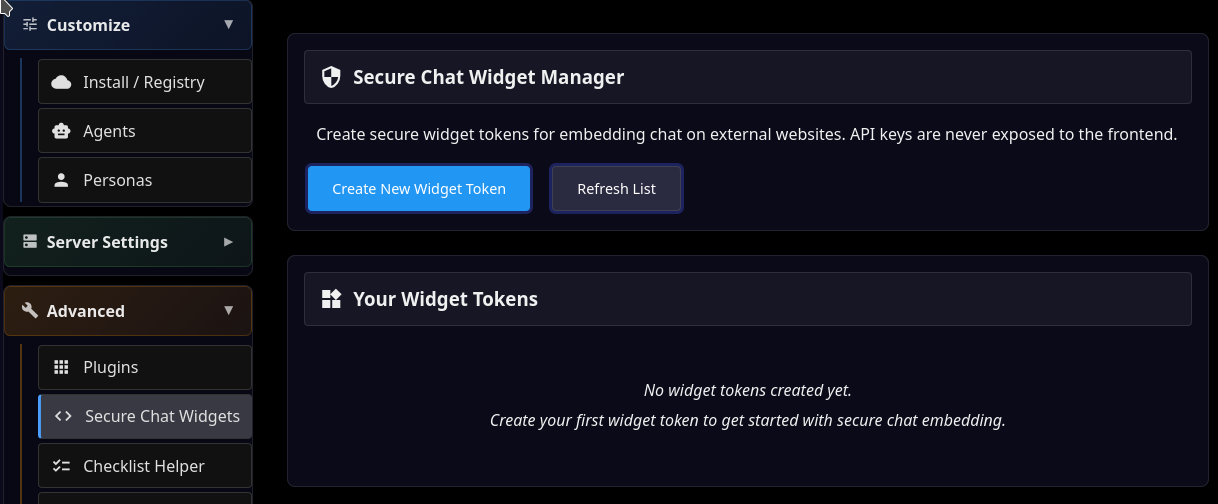 Customize
Install / Registry
Agents
Personas
Server Settings
Advanced
Plugins
Secure Chat Widgets
Checklist Helper
Secure Chat Widget Manager
Create secure widget tokens for embedding chat on external websites. API keys are never exposed to the frontend.
Create New Widget Token
Refresh List
Your Widget Tokens
No widget tokens created yet.
Create your first widget token to get started with secure chat embedding.